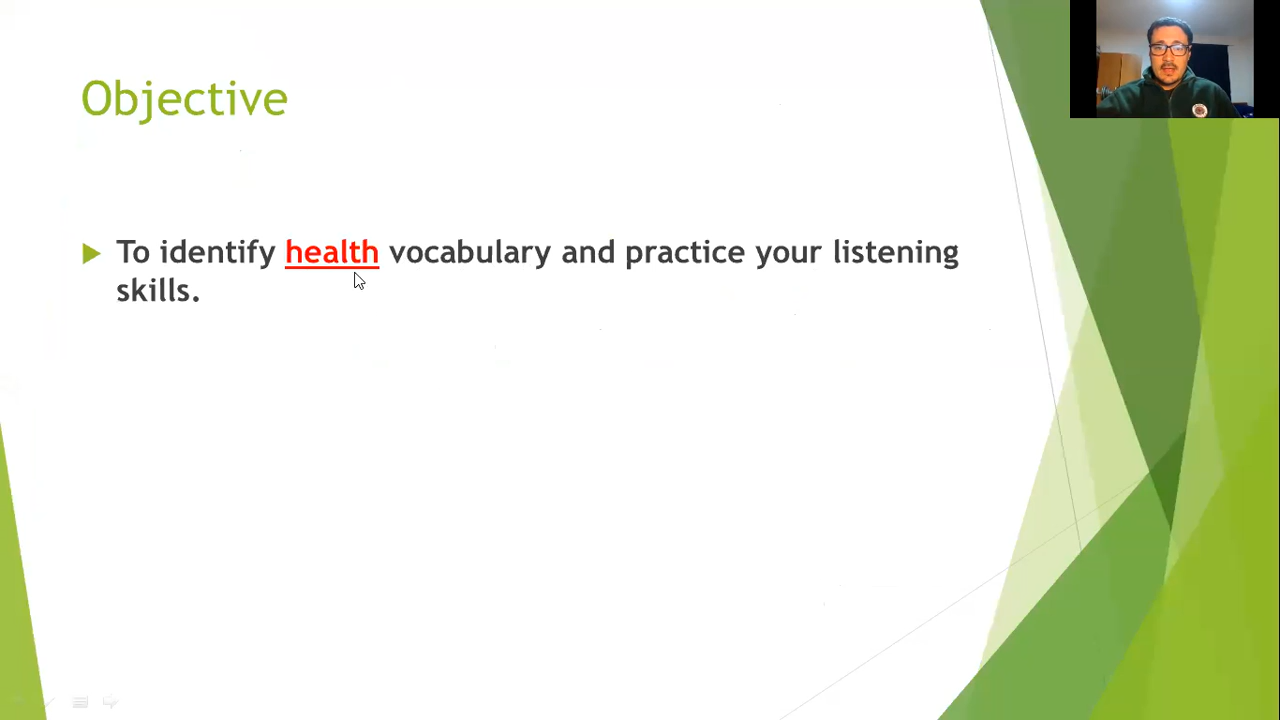 Objective
To identify health vocabulary and practice your listening
skills.